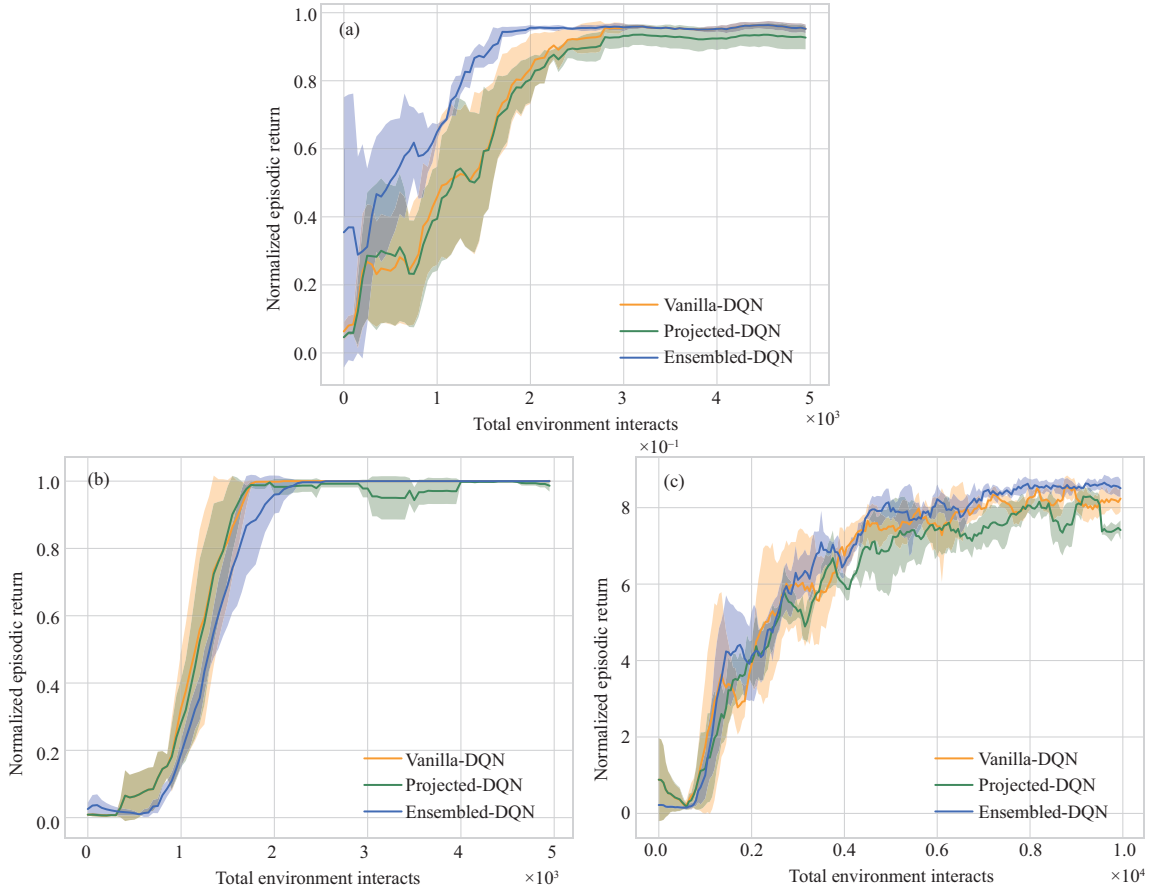 (a)
Normalized episodic return
1.0
0.8
0.6
0.4
0.2
0.0
Vanilla-DQN
Projected-DQN
Ensembled-DQN
0 1 2 3 4 5
×10³
Total environment interacts
(b)
Normalized episodic return
1.0
0.8
0.6
0.4
0.2
0.0
Vanilla-DQN
Projected-DQN
Ensembled-DQN
0 1 2 3 4 5
×10³
Total environment interacts
×10⁻¹
(c)
Normalized episodic return
8
6
4
2
0
Vanilla-DQN
Projected-DQN
Ensembled-DQN
0.0 0.2 0.4 0.6 0.8 1.0
×10⁴
Total environment interacts